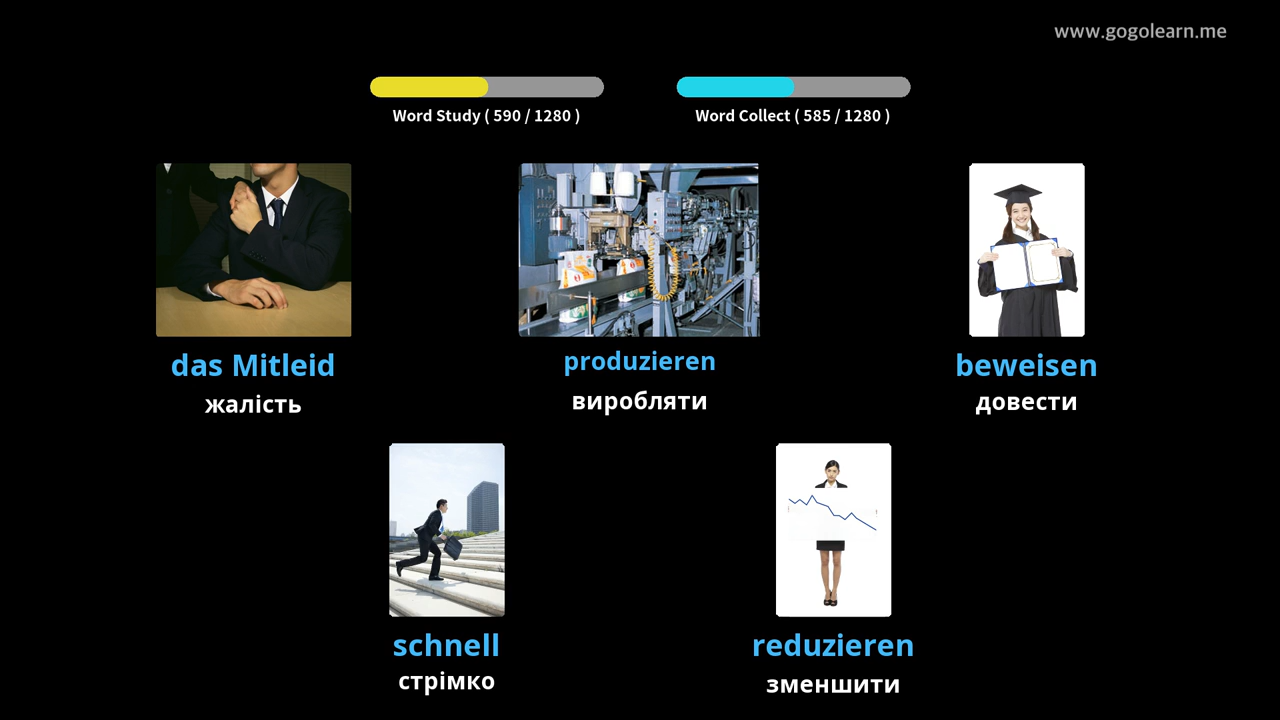 www.gogolearn.me
Word Study ( 590 / 1280 )
Word Collect ( 585 / 1280 )
das Mitleid
жалість
produzieren
виробляти
beweisen
довести
schnell
стрімко
reduzieren
зменшити